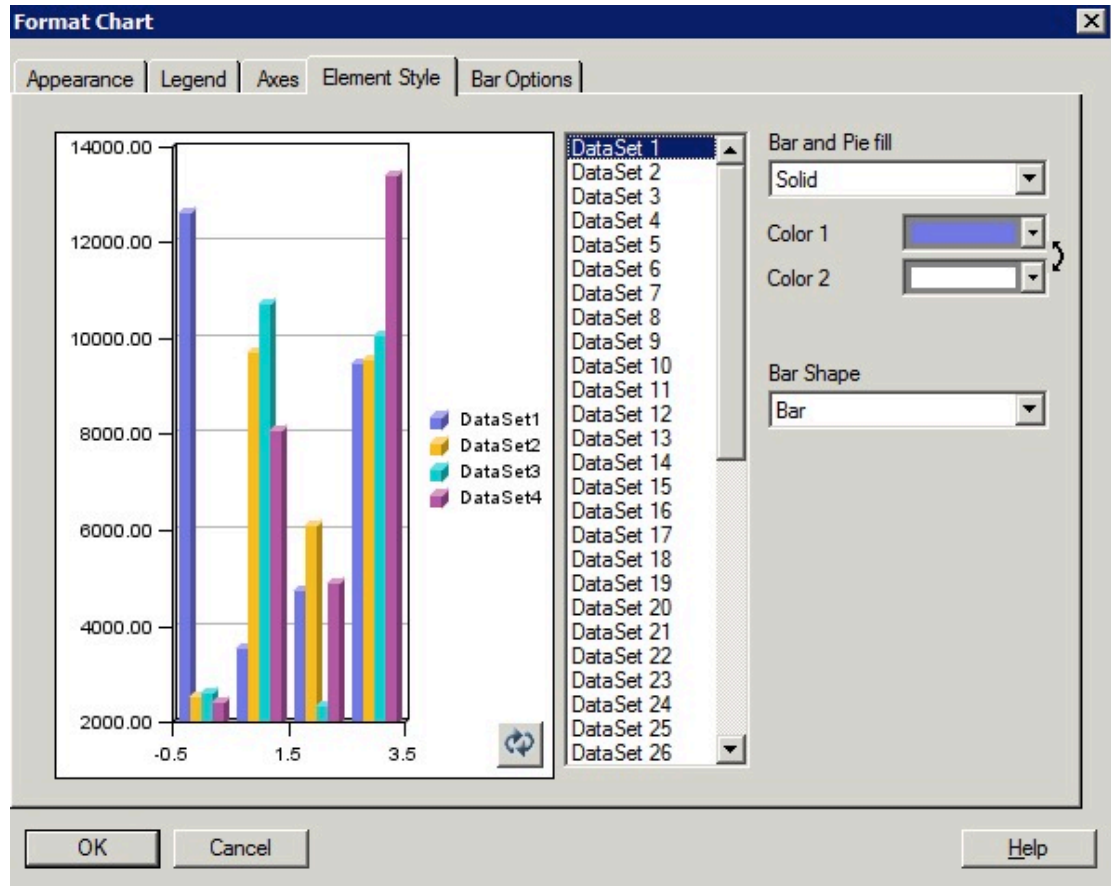 Format Chart
Appearance Legend Axes Element Style Bar Options
14000.00
12000.00
10000.00
8000.00
6000.00
4000.00
2000.00
-0.5 1.5 3.5
DataSet1
DataSet2
DataSet3
DataSet4
DataSet 1
DataSet 2
DataSet 3
DataSet 4
DataSet 5
DataSet 6
DataSet 7
DataSet 8
DataSet 9
DataSet 10
DataSet 11
DataSet 12
DataSet 13
DataSet 14
DataSet 15
DataSet 16
DataSet 17
DataSet 18
DataSet 19
DataSet 20
DataSet 21
DataSet 22
DataSet 23
DataSet 24
DataSet 25
DataSet 26
Bar and Pie fill
Solid
Color 1
Color 2
Bar Shape
Bar
OK Cancel Help